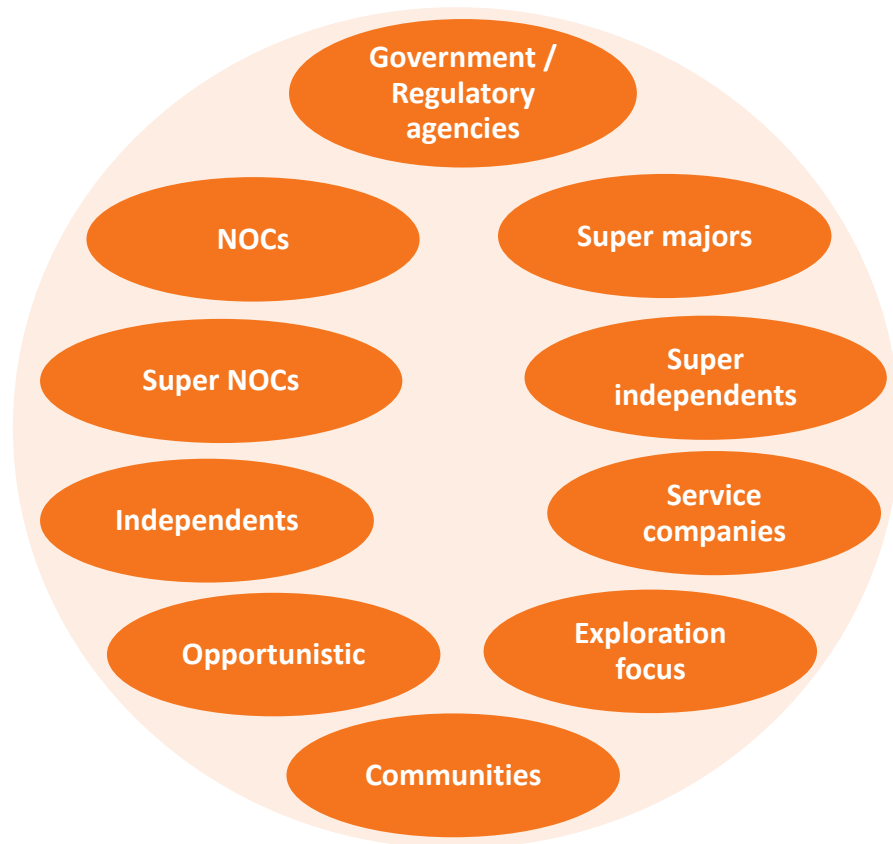 Government /
Regulatory
agencies
NOCs
Super majors
Super NOCs
Super
independents
Independents
Service
companies
Opportunistic
Exploration
focus
Communities